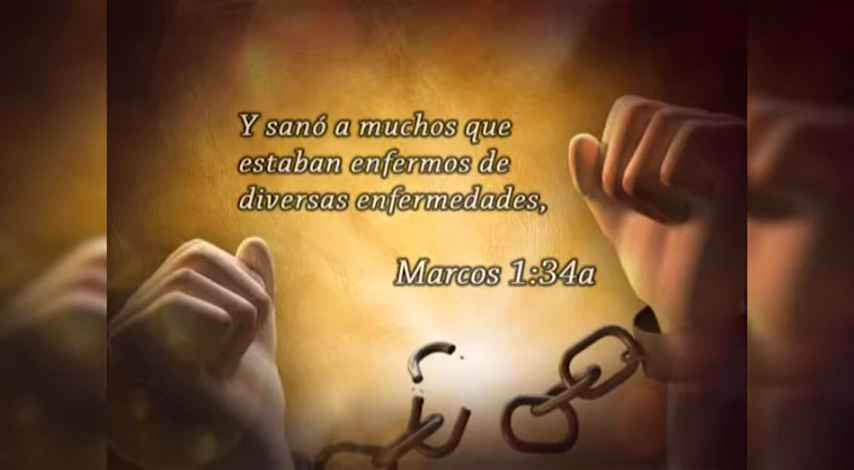 Y sanó a muchos que
estaban enfermos de
diversas enfermedades,
Marcos 1:34a